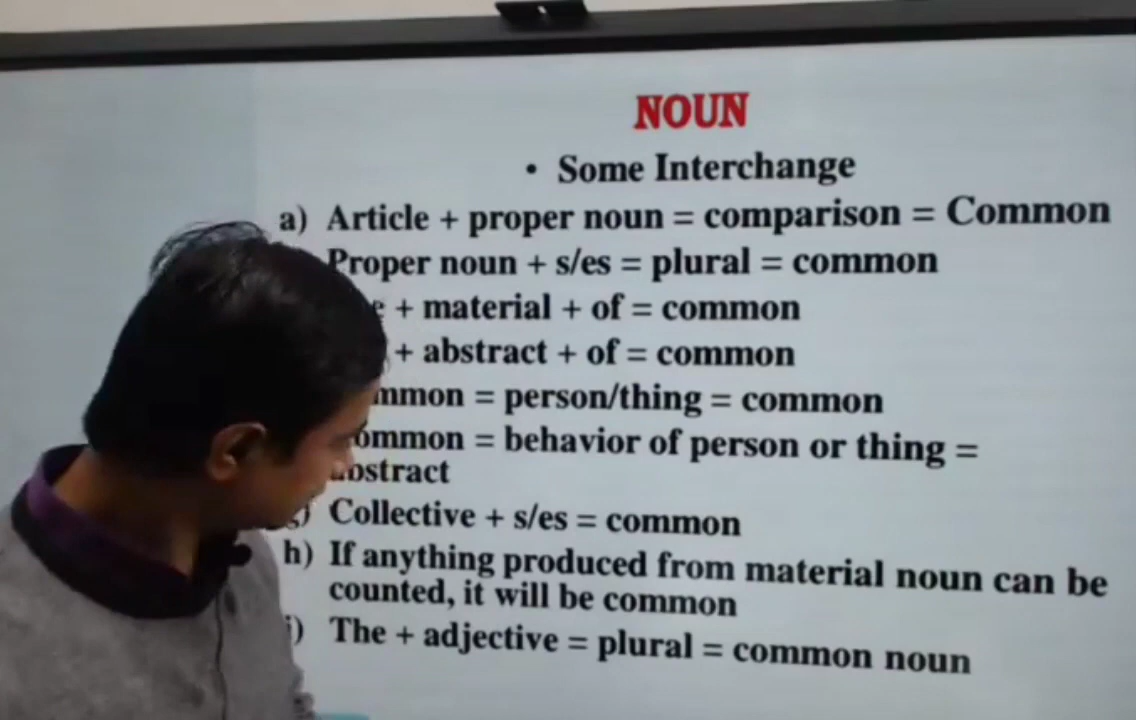 NOUN
• Some Interchange
a) Article + proper noun = comparison = Common
Proper noun + s/es = plural = common
+ material + of = common
+ abstract + of = common
= person/thing = common
= behavior of person or thing =
Collective + s/es = common
h) If anything produced from material noun can be
counted, it will be common
i) The + adjective = plural = common noun